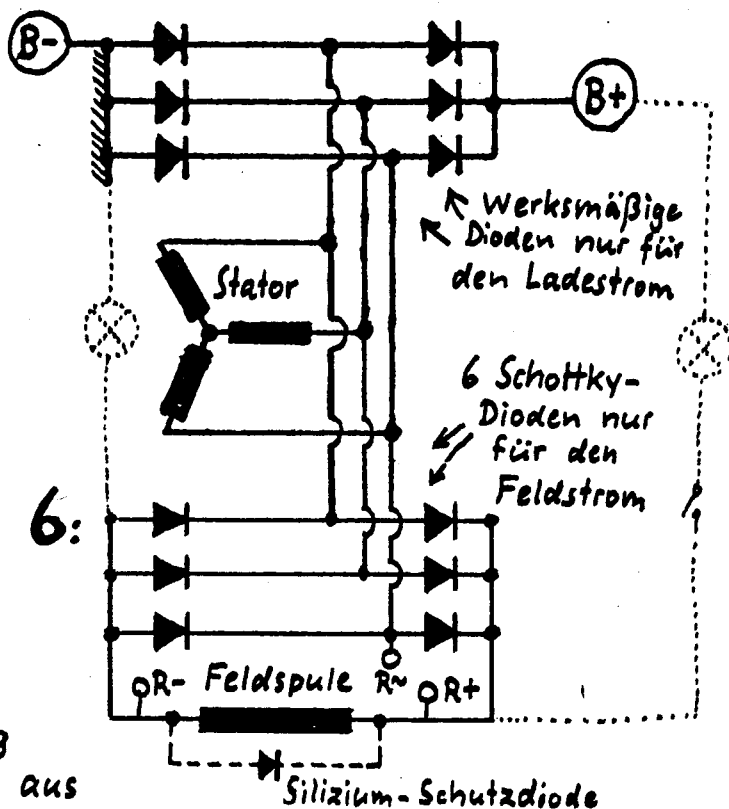 B-
B+
Werksmäßige
Dioden nur für
den Ladestrom
Stator
6 Schottky-
Dioden nur
für den
Feldstrom
6:
R- Feldspule R~ R+
aus
Silizium-Schutzdiode